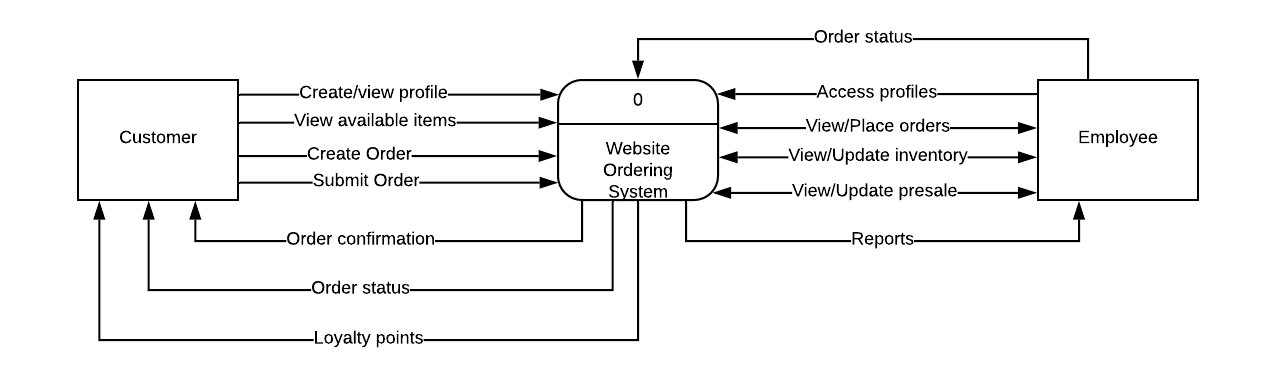 Order status
Create/view profile
0
Access profiles
View available items
View/Place orders
Customer
Employee
Create Order
Website
Ordering
System
View/Update inventory
Submit Order
View/Update presale
Order confirmation
Reports
Order status
Loyalty points